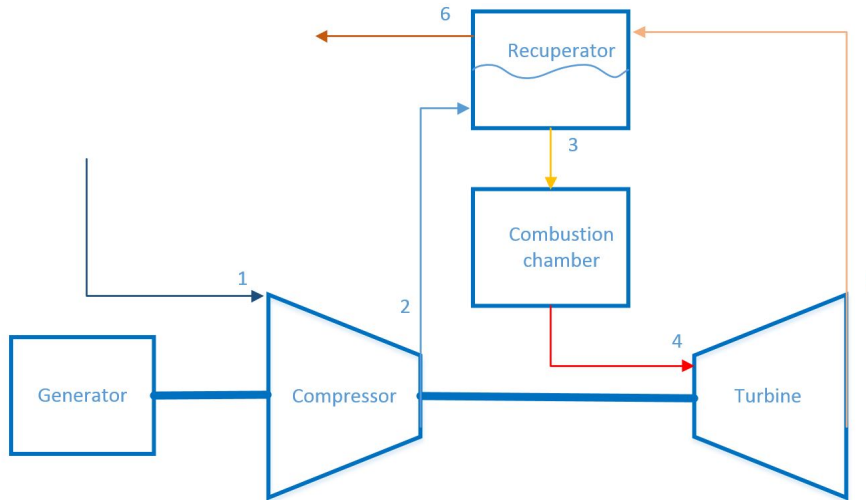 6
Recuperator
3
Combustion
chamber
1
2
4
Generator
Compressor
Turbine